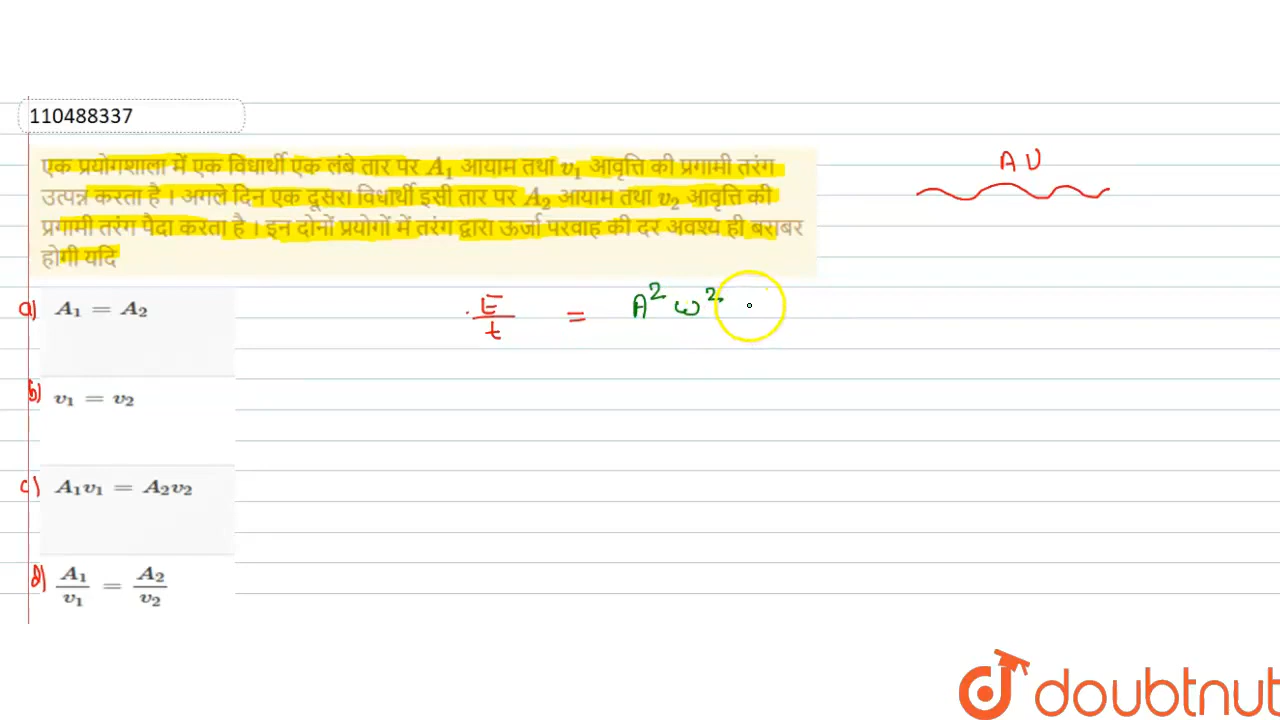 110488337
एक प्रयोगशाला में एक विधार्थी एक लंबे तार पर A₁ आयाम तथा v₁ आवृत्ति की प्रगामी तरंग
उत्पन्न करता है । अगले दिन एक दूसरा विधार्थी इसी तार पर A₂ आयाम तथा v₂ आवृत्ति की
प्रगामी तरंग पैदा करता है । इन दोनों प्रयोगों में तरंग द्वारा ऊर्जा परवाह की दर अवश्य ही बराबर
होगी यदि
A υ
a) A₁ = A₂
E/t = A² ω²
b) v₁ = v₂
c) A₁v₁ = A₂v₂
d) A₁/v₁ = A₂/v₂
doubtnut